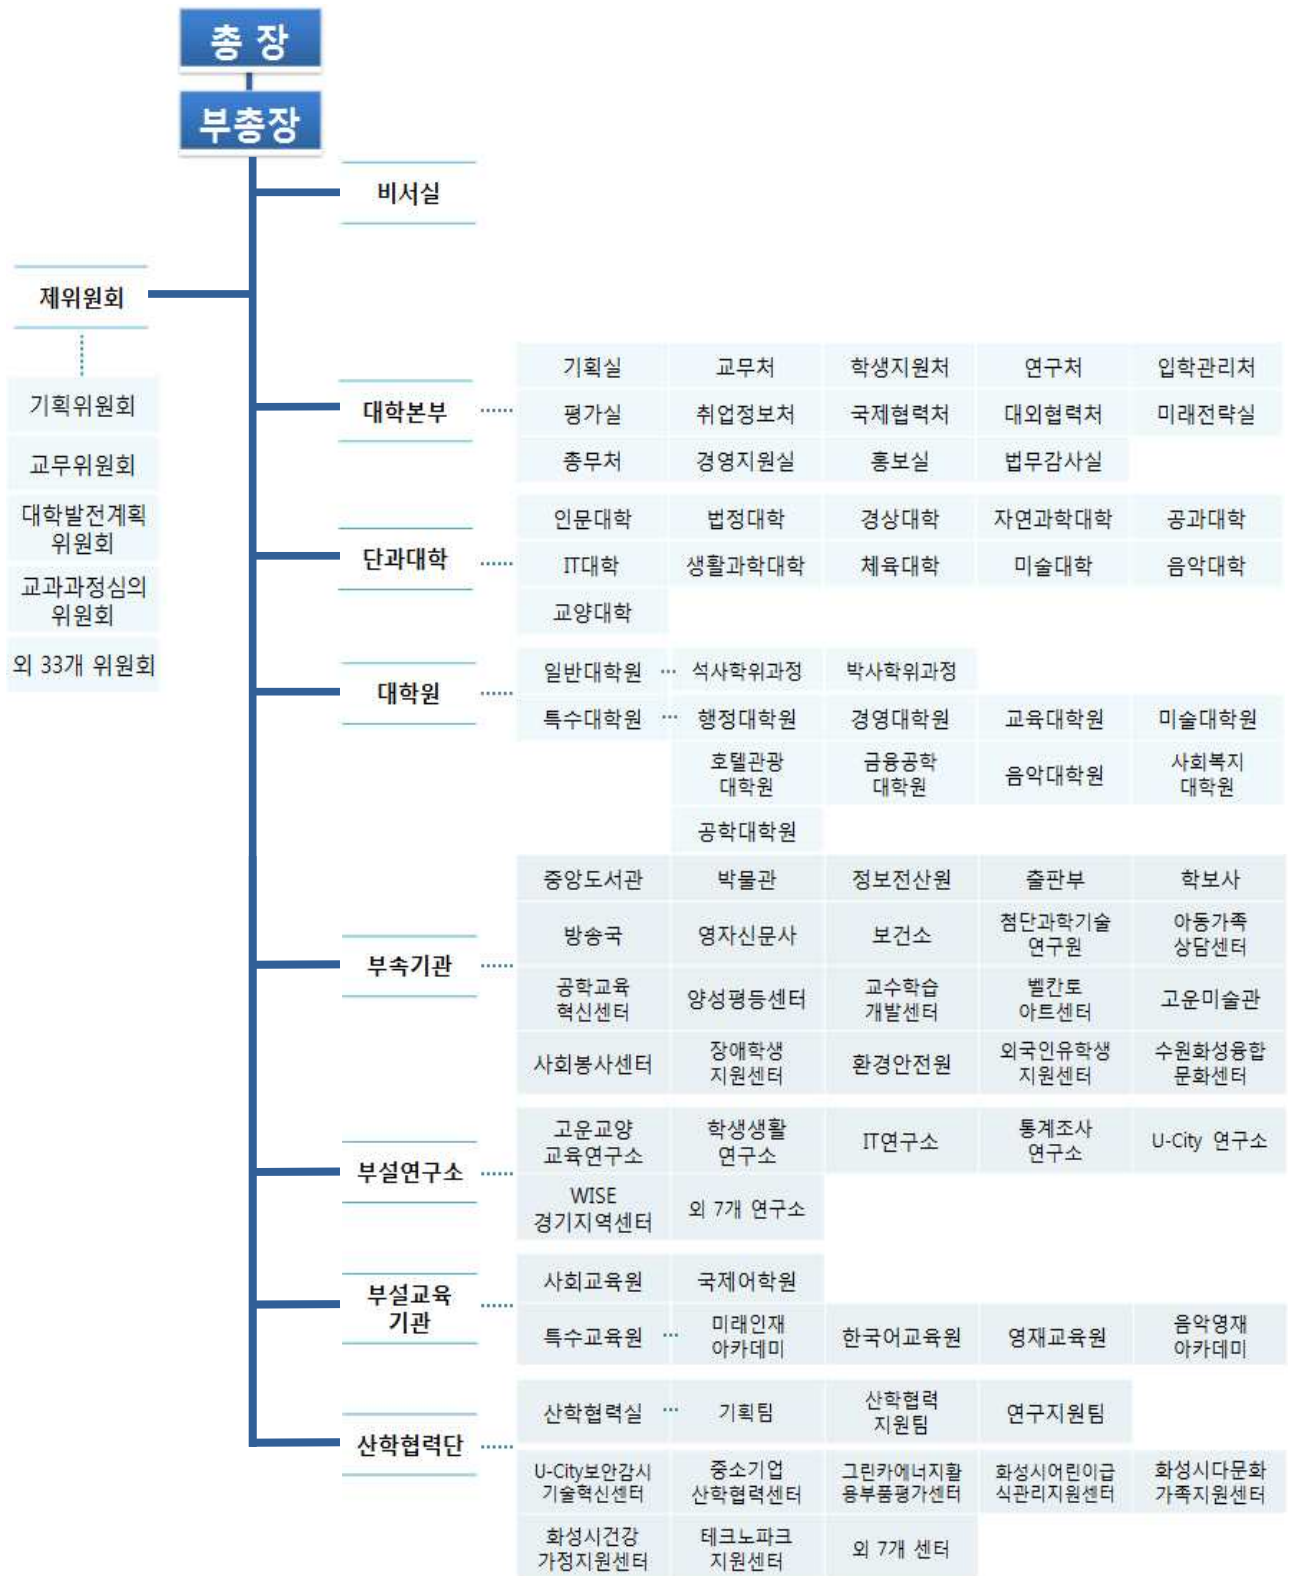 총 장
부총장
비서실
제위원회
기획위원회
교무위원회
대학발전계획
위원회
교과과정심의
위원회
외 33개 위원회
대학본부
기획실 교무처 학생지원처 연구처 입학관리처
평가실 취업정보처 국제협력처 대외협력처 미래전략실
총무처 경영지원실 홍보실 법무감사실
단과대학
인문대학 법정대학 경상대학 자연과학대학 공과대학
IT대학 생활과학대학 체육대학 미술대학 음악대학
교양대학
대학원
일반대학원 ··· 석사학위과정 박사학위과정
특수대학원 ··· 행정대학원 경영대학원 교육대학원 미술대학원
호텔관광
대학원
금융공학
대학원
음악대학원
사회복지
대학원
공학대학원
부속기관
중앙도서관 박물관 정보전산원 출판부 학보사
방송국 영자신문사 보건소
첨단과학기술
연구원
아동가족
상담센터
공학교육
혁신센터
양성평등센터
교수학습
개발센터
벨칸토
아트센터
고운미술관
사회봉사센터
장애학생
지원센터
환경안전원
외국인유학생
지원센터
수원화성융합
문화센터
부설연구소
고운교양
교육연구소
학생생활
연구소
IT연구소
통계조사
연구소
U-City 연구소
WISE
경기지역센터
외 7개 연구소
부설교육
기관
사회교육원 국제어학원
특수교육원 ···
미래인재
아카데미
한국어교육원 영재교육원
음악영재
아카데미
산학협력단
산학협력실 ··· 기획팀
산학협력
지원팀
연구지원팀
U-City보안감시
기술혁신센터
중소기업
산학협력센터
그린카에너지활
용부품평가센터
화성시어린이급
식관리지원센터
화성시다문화
가족지원센터
화성시건강
가정지원센터
테크노파크
지원센터
외 7개 센터